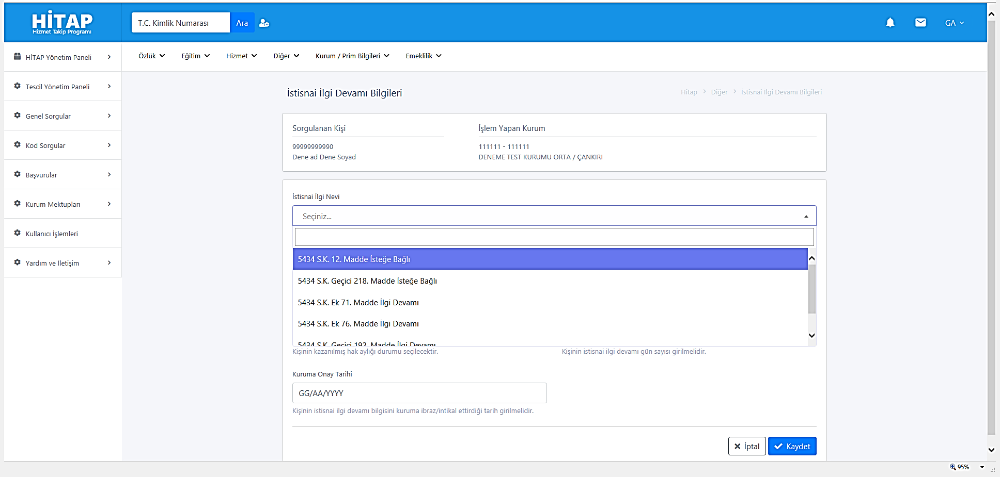 HİTAP
Hizmet Takip Programı
T.C. Kimlik Numarası
Ara
GA
HİTAP Yönetim Paneli
Tescil Yönetim Paneli
Genel Sorgular
Kod Sorgular
Başvurular
Kurum Mektupları
Kullanıcı İşlemleri
Yardım ve İletişim
Özlük
Eğitim
Hizmet
Diğer
Kurum / Prim Bilgileri
Emeklilik
İstisnai İlgi Devamı Bilgileri
Hitap > Diğer > İstisnai İlgi Devamı Bilgileri
Sorgulanan Kişi
99999999990
Dene ad Dene Soyad
İşlem Yapan Kurum
111111 - 111111
DENEME TEST KURUMU ORTA / ÇANKIRI
İstisnai İlgi Nevi
Seçiniz...
5434 S.K. 12. Madde İsteğe Bağlı
5434 S.K. Geçici 218. Madde İsteğe Bağlı
5434 S.K. Ek 71. Madde İlgi Devamı
5434 S.K. Ek 76. Madde İlgi Devamı
5434 S.K. Geçici 192. Madde İlgi Devamı
Kişinin kazanılmış hak aylığı durumu seçilecektir.
Kişinin istisnai ilgi devamı gün sayısı girilmelidir.
Kuruma Onay Tarihi
GG/AA/YYYY
Kişinin istisnai ilgi devamı bilgisini kuruma ibraz/intikal ettirdiği tarih girilmelidir.
İptal
Kaydet
95%